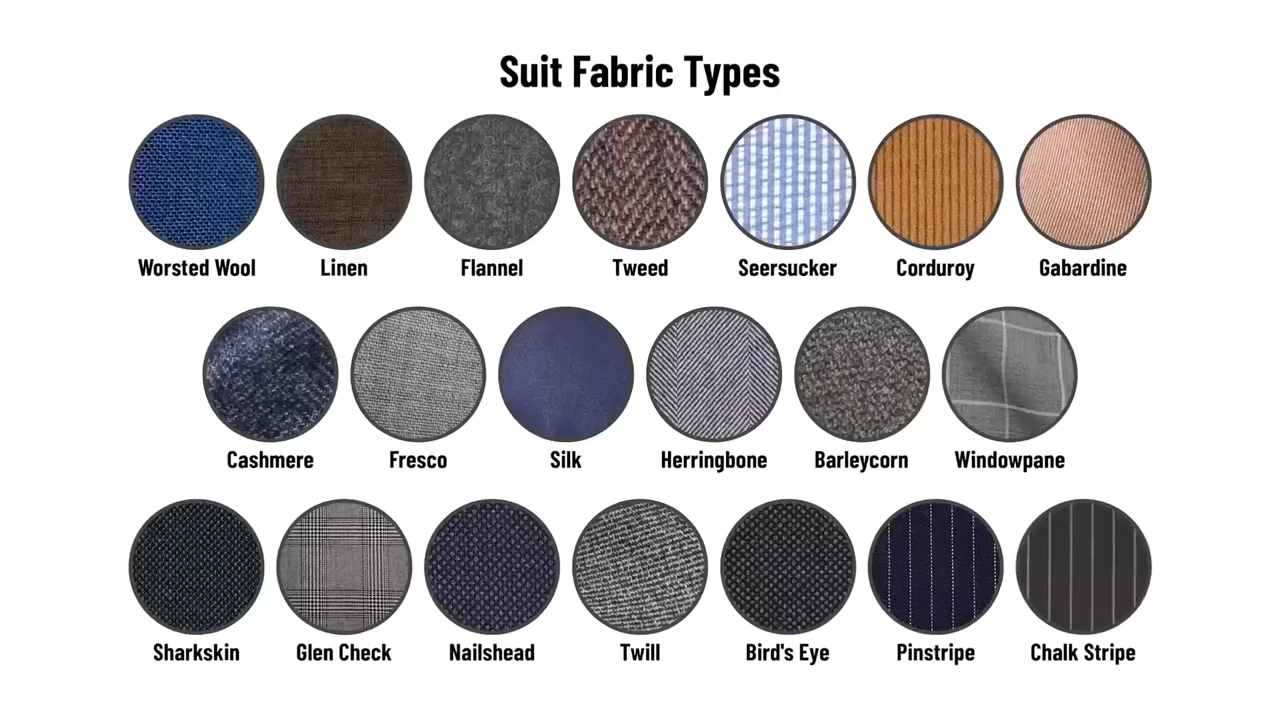 Suit Fabric Types
Worsted Wool
Linen
Flannel
Tweed
Seersucker
Corduroy
Gabardine
Cashmere
Fresco
Silk
Herringbone
Barleycorn
Windowpane
Sharkskin
Glen Check
Nailshead
Twill
Bird's Eye
Pinstripe
Chalk Stripe